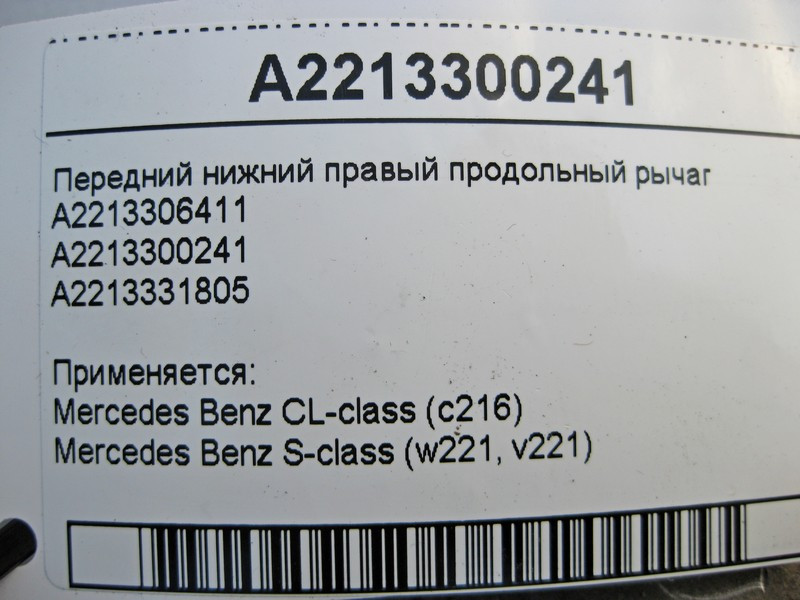 A2213300241
Передний нижний правый продольный рычаг
A2213306411
A2213300241
A2213331805
Применяется:
Mercedes Benz CL-class (c216)
Mercedes Benz S-class (w221, v221)